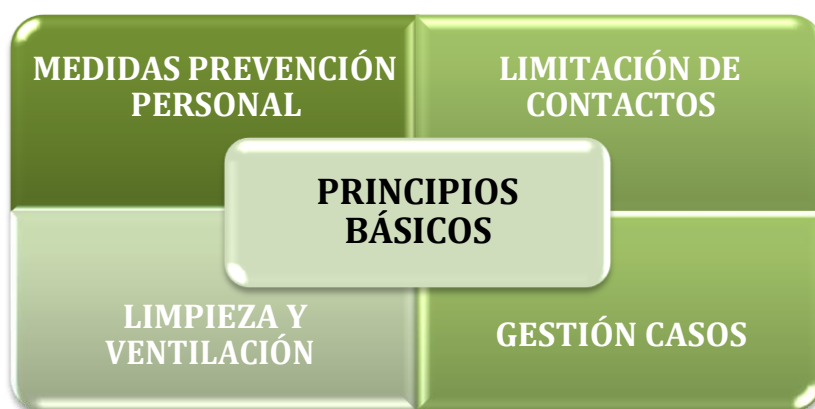 MEDIDAS PREVENCIÓN
PERSONAL
LIMITACIÓN DE
CONTACTOS
PRINCIPIOS
BÁSICOS
LIMPIEZA Y
VENTILACIÓN
GESTIÓN CASOS